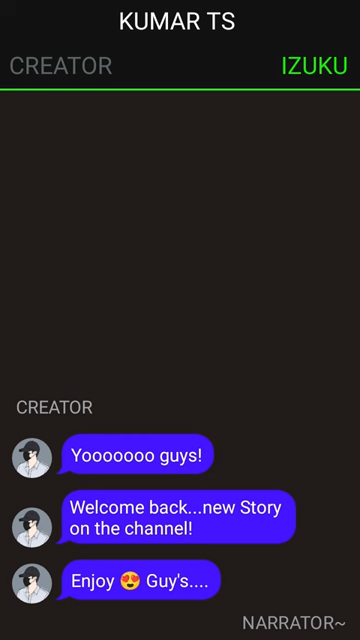 KUMAR TS
CREATOR IZUKU
CREATOR
Yooooooo guys!
Welcome back...new Story
on the channel!
Enjoy 😍 Guy's....
NARRATOR~